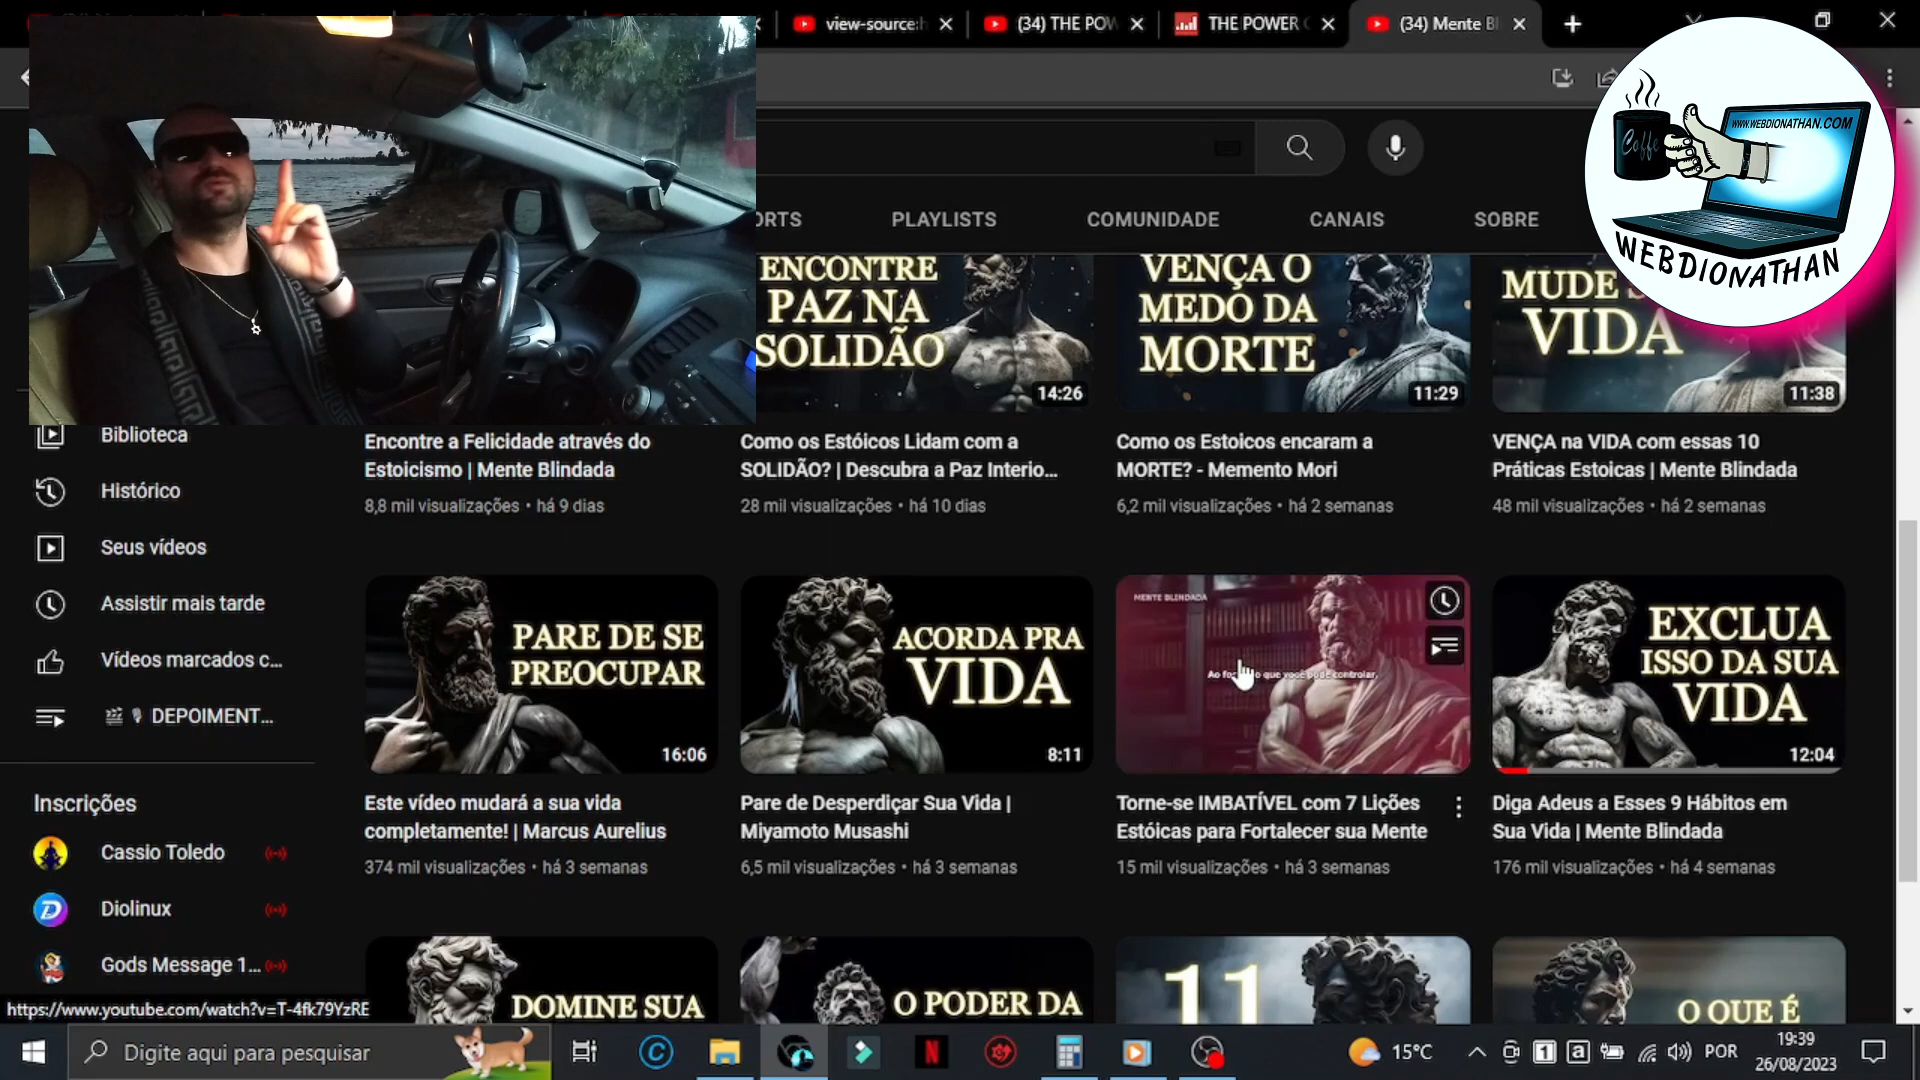 view-source:h
(34) THE POW
THE POWER
(34) Mente Bl
WWW.WEBDIONATHAN.COM
Coffe
WEBDIONATHAN
ORTS
PLAYLISTS
COMUNIDADE
CANAIS
SOBRE
ENCONTRE
PAZ NA
SOLIDÃO
14:26
VENÇA O
MEDO DA
MORTE
11:29
MUDE S
VIDA
11:38
Encontre a Felicidade através do
Estoicismo | Mente Blindada
8,8 mil visualizações • há 9 dias
Como os Estóicos Lidam com a
SOLIDÃO? | Descubra a Paz Interio...
28 mil visualizações • há 10 dias
Como os Estoicos encaram a
MORTE? - Memento Mori
6,2 mil visualizações • há 2 semanas
VENÇA na VIDA com essas 10
Práticas Estoicas | Mente Blindada
48 mil visualizações • há 2 semanas
Biblioteca
Histórico
Seus vídeos
Assistir mais tarde
Vídeos marcados c...
DEPOIMENT...
Inscrições
Cassio Toledo
Diolinux
Gods Message 1...
PARE DE SE
PREOCUPAR
16:06
ACORDA PRA
VIDA
8:11
MENTE BLINDADA
que você pode controlar.
EXCLUA
ISSO DA SUA
VIDA
12:04
Este vídeo mudará a sua vida
completamente! | Marcus Aurelius
374 mil visualizações • há 3 semanas
Pare de Desperdiçar Sua Vida |
Miyamoto Musashi
6,5 mil visualizações • há 3 semanas
Torne-se IMBATÍVEL com 7 Lições
Estóicas para Fortalecer sua Mente
15 mil visualizações • há 3 semanas
Diga Adeus a Esses 9 Hábitos em
Sua Vida | Mente Blindada
176 mil visualizações • há 4 semanas
DOMINE SUA
O PODER DA
11
O QUE É
https://www.youtube.com/watch?v=T-4fk79YzRE
Digite aqui para pesquisar
15°C
POR
19:39
26/08/2023